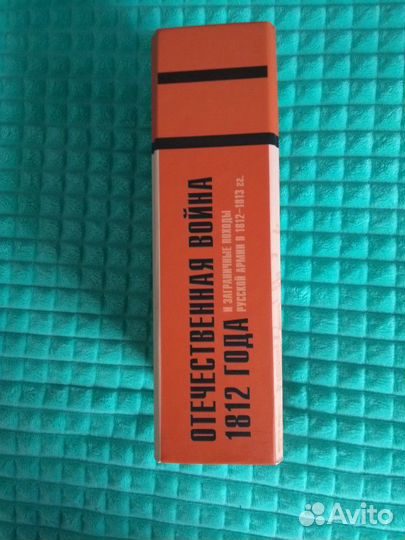 ОТЕЧЕСТВЕННАЯ ВОЙНА
1812 ГОДА
И ЗАГРАНИЧНЫЕ ПОХОДЫ
РУССКОЙ АРМИИ В 1812–1813 гг.
Avito